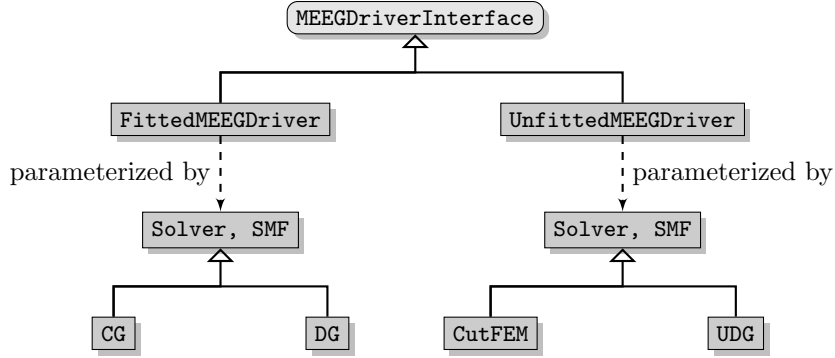 MEEGDriverInterface
FittedMEEGDriver
UnfittedMEEGDriver
parameterized by
parameterized by
Solver, SMF
Solver, SMF
CG
DG
CutFEM
UDG